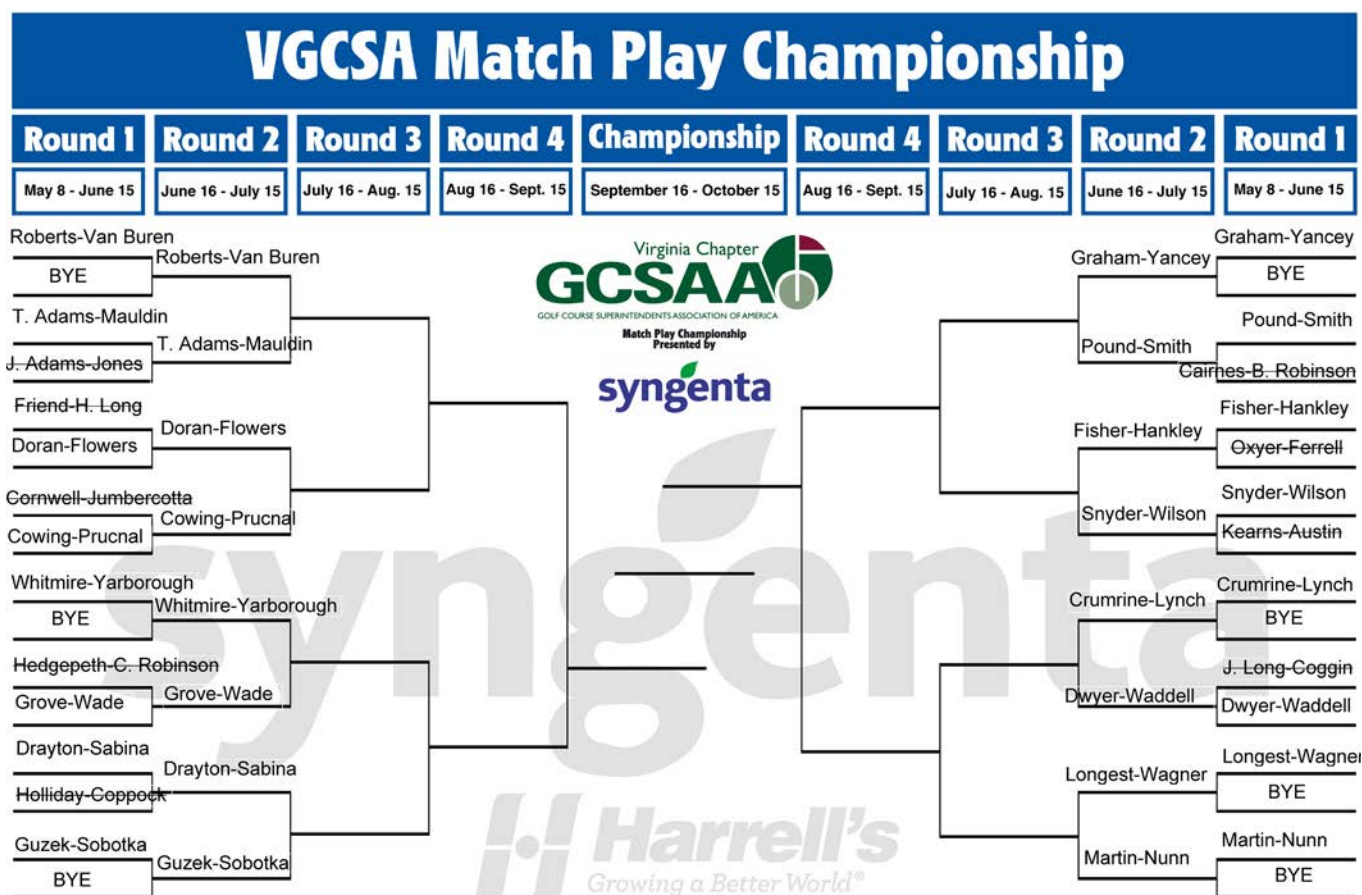 VGCSA Match Play Championship
Round 1
Round 2
Round 3
Round 4
Championship
Round 4
Round 3
Round 2
Round 1
May 8 - June 15
June 16 - July 15
July 16 - Aug. 15
Aug 16 - Sept. 15
September 16 - October 15
Aug 16 - Sept. 15
July 16 - Aug. 15
June 16 - July 15
May 8 - June 15
Roberts-Van Buren
BYE
T. Adams-Mauldin
J. Adams-Jones
Friend-H. Long
Doran-Flowers
Cornwell-Jumbercotta
Cowing-Prucnal
Whitmire-Yarborough
BYE
Hedgepeth-C. Robinson
Grove-Wade
Drayton-Sabina
Holliday-Coppock
Guzek-Sobotka
BYE
Roberts-Van Buren
T. Adams-Mauldin
Doran-Flowers
Cowing-Prucnal
Whitmire-Yarborough
Grove-Wade
Drayton-Sabina
Guzek-Sobotka
Virginia Chapter
GCSAA
GOLF COURSE SUPERINTENDENTS ASSOCIATION OF AMERICA
Match Play Championship
Presented by
syngenta
syngenta
Harrell's
Growing a Better World®
Graham-Yancey
Pound-Smith
Fisher-Hankley
Snyder-Wilson
Crumrine-Lynch
Dwyer-Waddell
Longest-Wagner
Martin-Nunn
Graham-Yancey
BYE
Pound-Smith
Cairnes-B. Robinson
Fisher-Hankley
Oxyer-Ferrell
Snyder-Wilson
Kearns-Austin
Crumrine-Lynch
BYE
J. Long-Coggin
Dwyer-Waddell
Longest-Wagner
BYE
Martin-Nunn
BYE